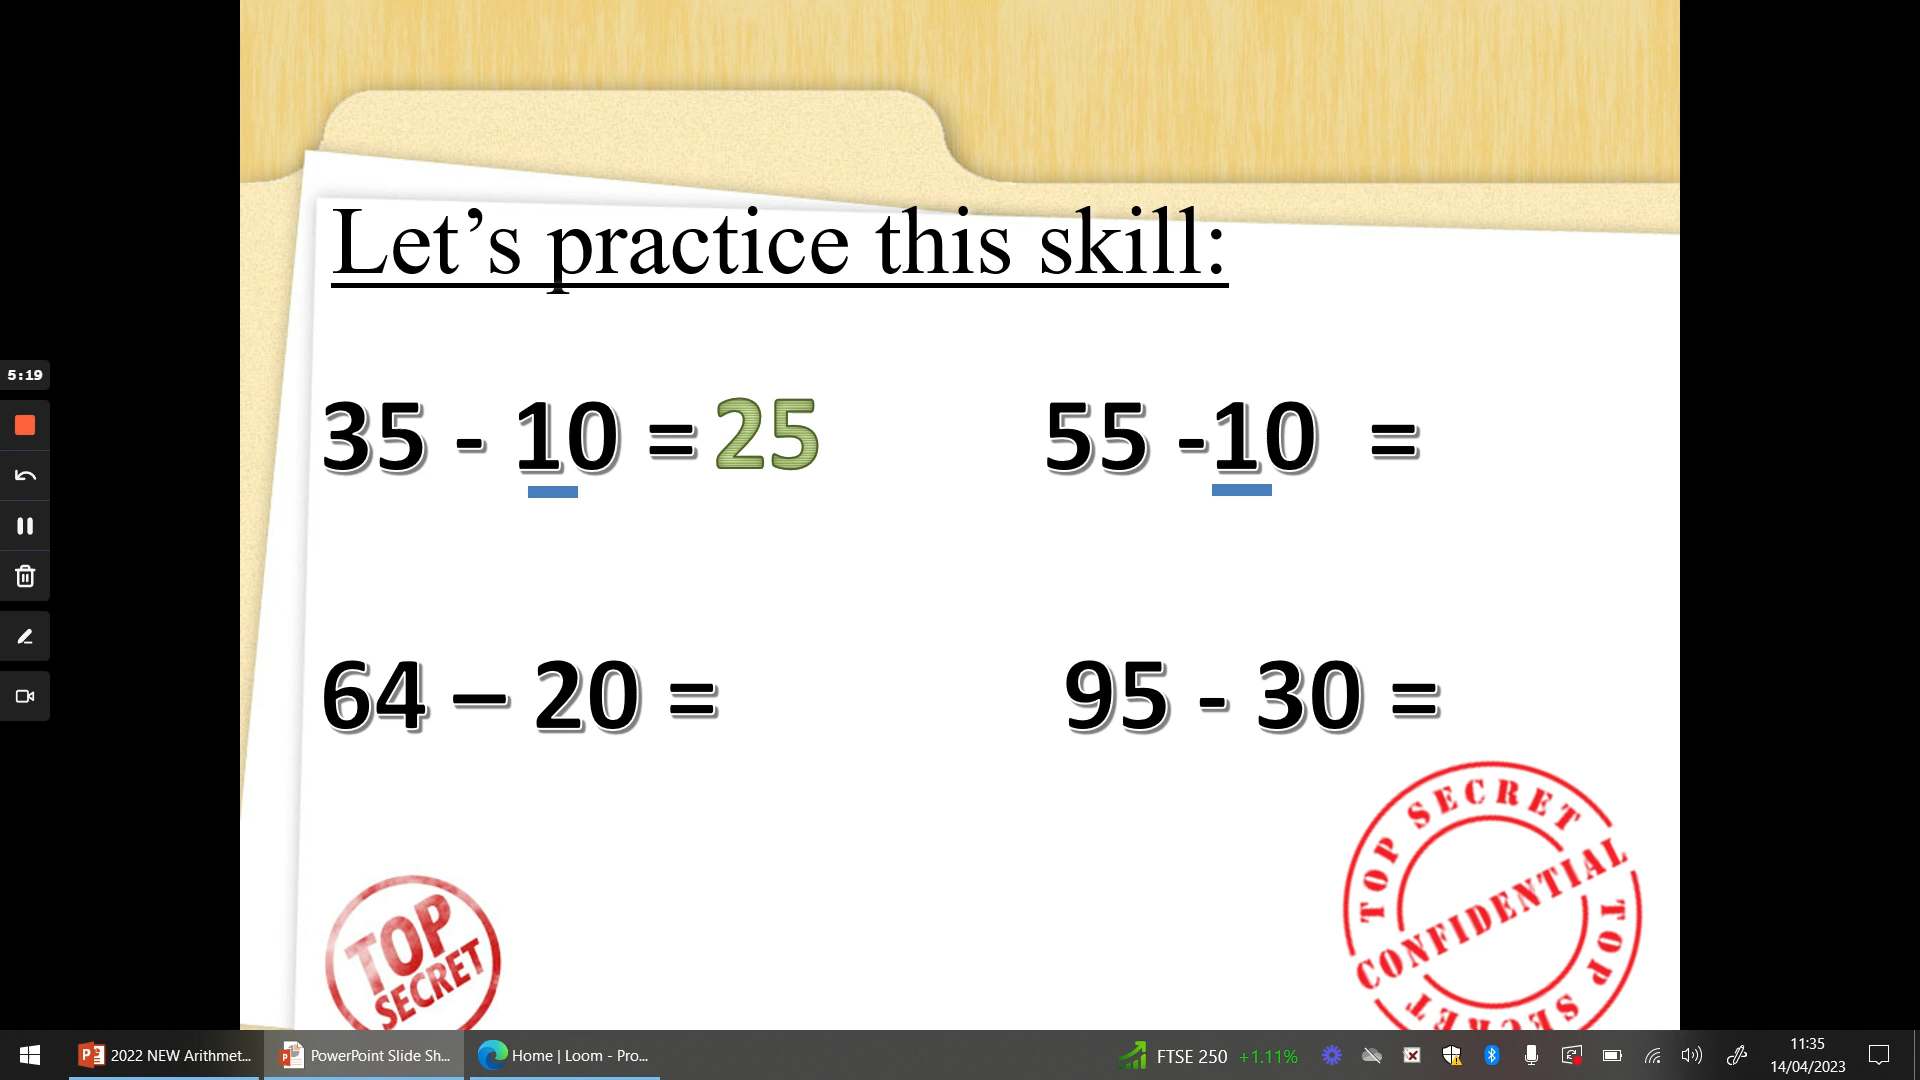 Let’s practice this skill:
35 - 10 = 25
55 -10 =
64 – 20 =
95 - 30 =
5:19
TOP
SECRET
TOP SECRET TOP SECRET
CONFIDENTIAL
2022 NEW Arithmet...
PowerPoint Slide Sh...
Home | Loom - Pro...
FTSE 250 +1.11%
11:35
14/04/2023